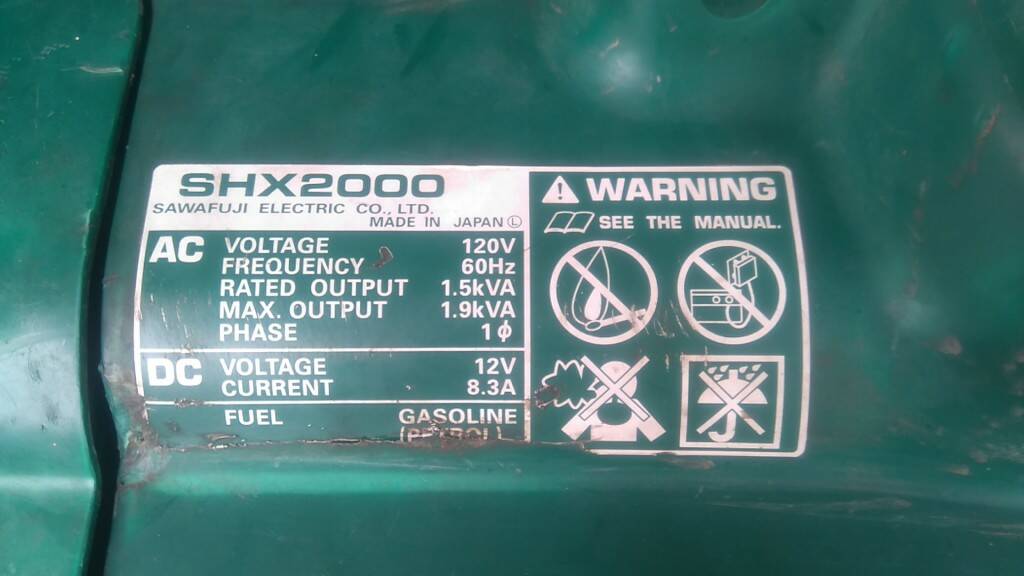 SHX2000
SAWAFUJI ELECTRIC CO., LTD.
MADE IN JAPAN Ⓛ
AC VOLTAGE 120V
FREQUENCY 60Hz
RATED OUTPUT 1.5kVA
MAX. OUTPUT 1.9kVA
PHASE 1ϕ
DC VOLTAGE 12V
CURRENT 8.3A
FUEL GASOLINE
(PETROL)
WARNING
SEE THE MANUAL.